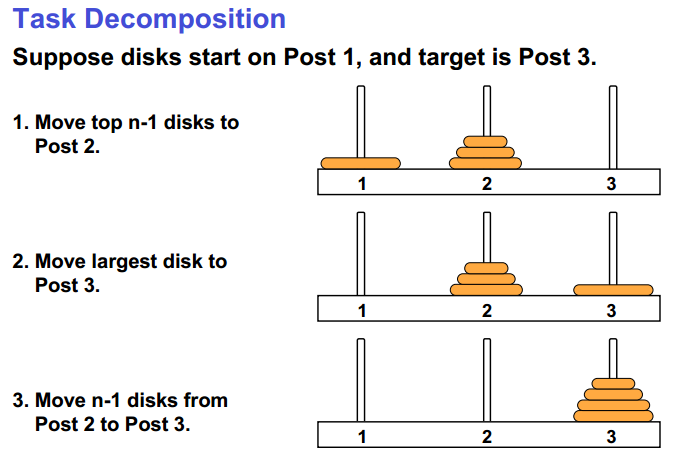 Task Decomposition
Suppose disks start on Post 1, and target is Post 3.
1. Move top n-1 disks to
Post 2.
1 2 3
2. Move largest disk to
Post 3.
1 2 3
3. Move n-1 disks from
Post 2 to Post 3.
1 2 3